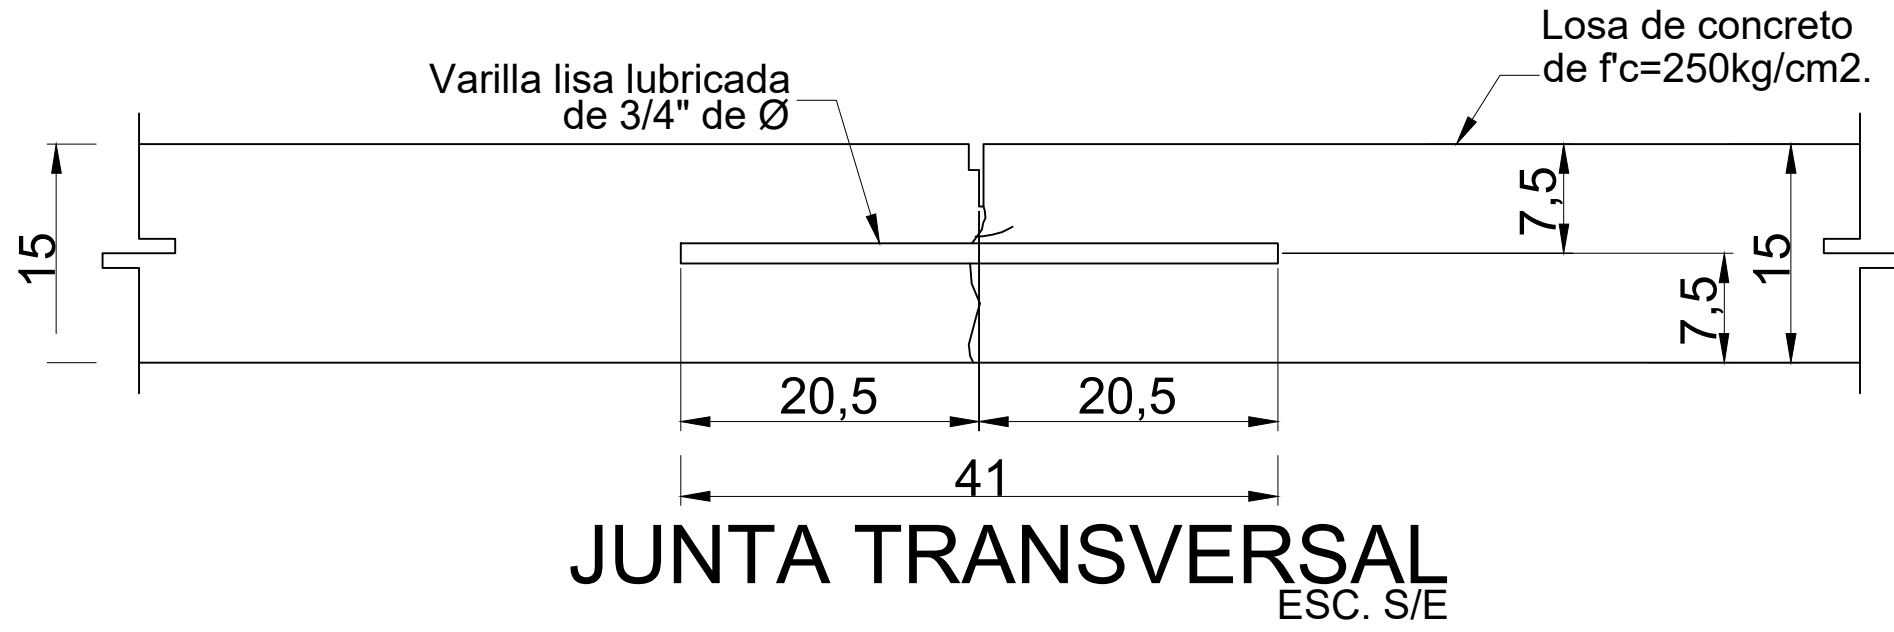 Losa de concreto
de f'c=250kg/cm2.
Varilla lisa lubricada
de 3/4" de Ø
15
7,5
15
7,5
20,5
20,5
41
JUNTA TRANSVERSAL
ESC. S/E